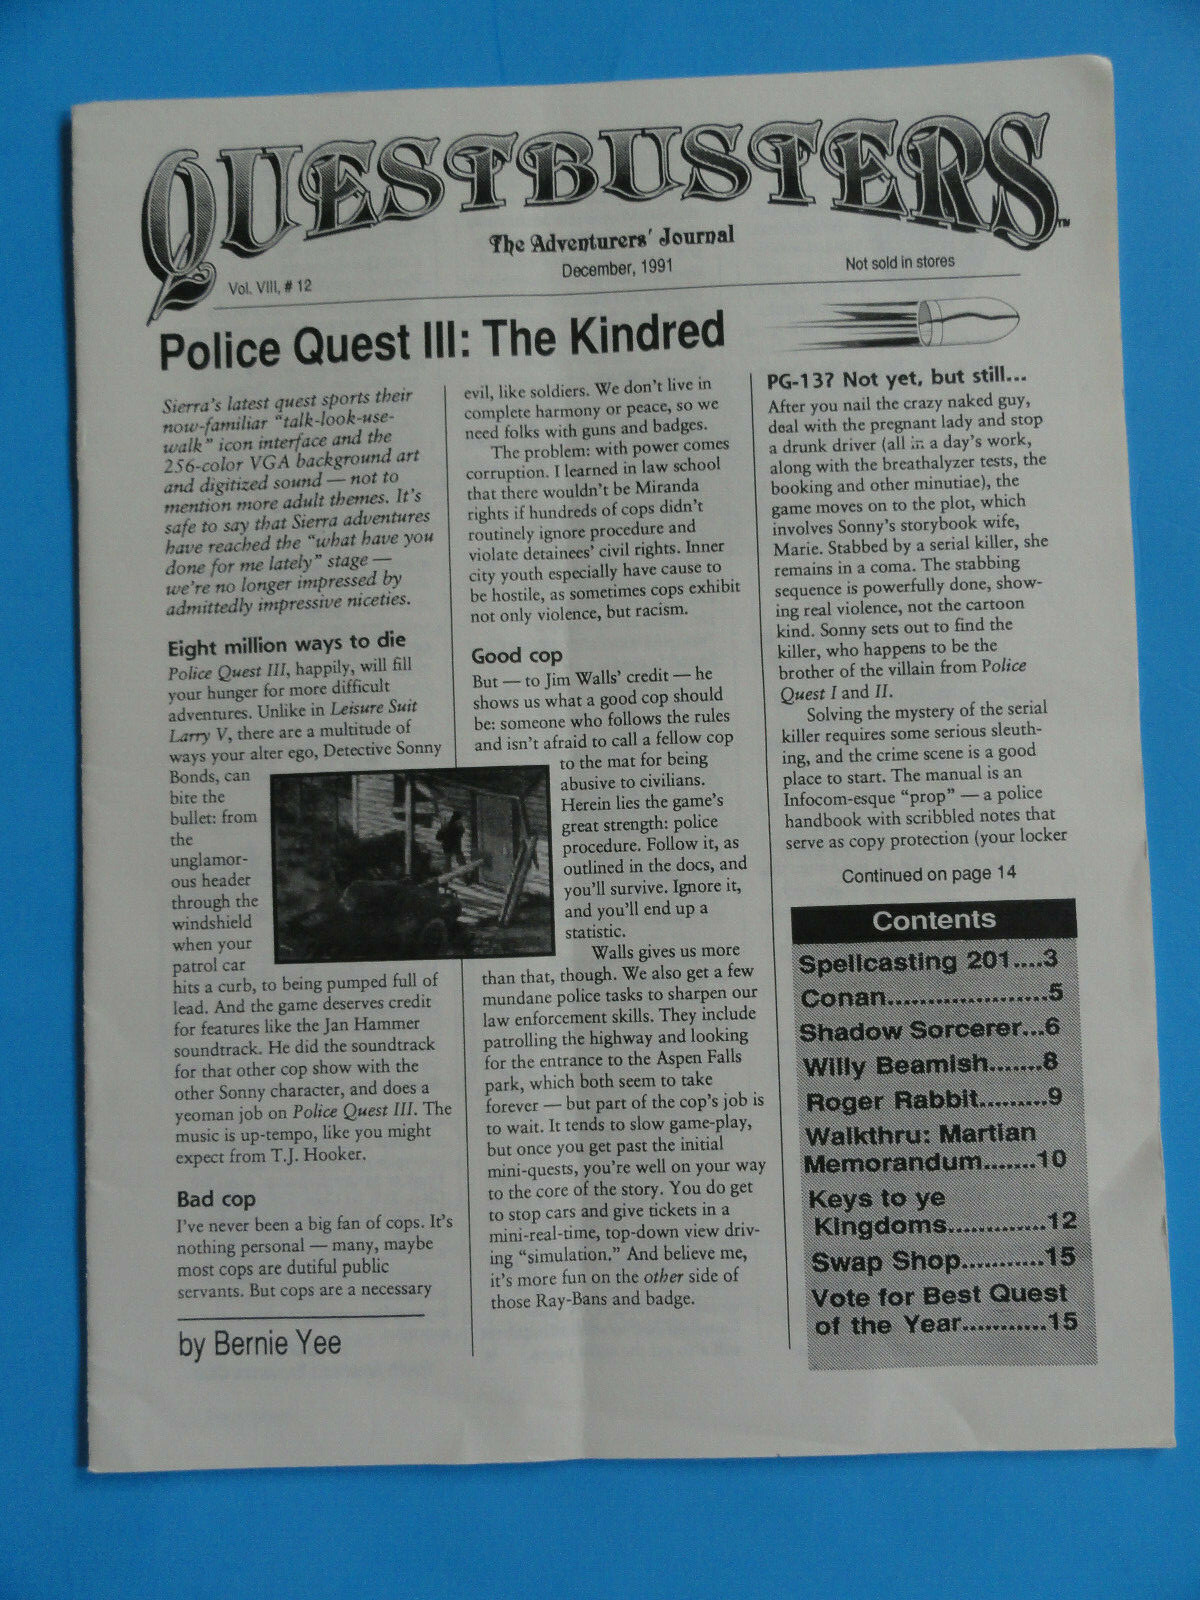 QUESTBUSTERS™
The Adventurers' Journal
December, 1991
Vol. VIII, # 12
Not sold in stores
Police Quest III: The Kindred
Sierra's latest quest sports their
now-familiar "talk-look-use-
walk" icon interface and the
256-color VGA background art
and digitized sound — not to
mention more adult themes. It's
safe to say that Sierra adventures
have reached the "what have you
done for me lately" stage —
we're no longer impressed by
admittedly impressive niceties.
Eight million ways to die
Police Quest III, happily, will fill
your hunger for more difficult
adventures. Unlike in Leisure Suit
Larry V, there are a multitude of
ways your alter ego, Detective Sonny
Bonds, can
bite the
bullet: from
the
unglamor-
ous header
through the
windshield
when your
patrol car
hits a curb, to being pumped full of
lead. And the game deserves credit
for features like the Jan Hammer
soundtrack. He did the soundtrack
for that other cop show with the
other Sonny character, and does a
yeoman job on Police Quest III. The
music is up-tempo, like you might
expect from T.J. Hooker.
Bad cop
I've never been a big fan of cops. It's
nothing personal — many, maybe
most cops are dutiful public
servants. But cops are a necessary
by Bernie Yee
evil, like soldiers. We don't live in
complete harmony or peace, so we
need folks with guns and badges.
The problem: with power comes
corruption. I learned in law school
that there wouldn't be Miranda
rights if hundreds of cops didn't
routinely ignore procedure and
violate detainees' civil rights. Inner
city youth especially have cause to
be hostile, as sometimes cops exhibit
not only violence, but racism.
Good cop
But — to Jim Walls' credit — he
shows us what a good cop should
be: someone who follows the rules
and isn't afraid to call a fellow cop
to the mat for being
abusive to civilians.
Herein lies the game's
great strength: police
procedure. Follow it, as
outlined in the docs, and
you'll survive. Ignore it,
and you'll end up a
statistic.
Walls gives us more
than that, though. We also get a few
mundane police tasks to sharpen our
law enforcement skills. They include
patrolling the highway and looking
for the entrance to the Aspen Falls
park, which both seem to take
forever — but part of the cop's job is
to wait. It tends to slow game-play,
but once you get past the initial
mini-quests, you're well on your way
to the core of the story. You do get
to stop cars and give tickets in a
mini-real-time, top-down view driv-
ing "simulation." And believe me,
it's more fun on the other side of
those Ray-Bans and badge.
PG-13? Not yet, but still...
After you nail the crazy naked guy,
deal with the pregnant lady and stop
a drunk driver (all in a day's work,
along with the breathalyzer tests, the
booking and other minutiae), the
game moves on to the plot, which
involves Sonny's storybook wife,
Marie. Stabbed by a serial killer, she
remains in a coma. The stabbing
sequence is powerfully done, show-
ing real violence, not the cartoon
kind. Sonny sets out to find the
killer, who happens to be the
brother of the villain from Police
Quest I and II.
Solving the mystery of the serial
killer requires some serious sleuth-
ing, and the crime scene is a good
place to start. The manual is an
Infocom-esque "prop" — a police
handbook with scribbled notes that
serve as copy protection (your locker
Continued on page 14
Contents
Spellcasting 201....3
Conan.....................5
Shadow Sorcerer...6
Willy Beamish.......8
Roger Rabbit.........9
Walkthru: Martian
Memorandum.......10
Keys to ye
Kingdoms.............12
Swap Shop...........15
Vote for Best Quest
of the Year...........15